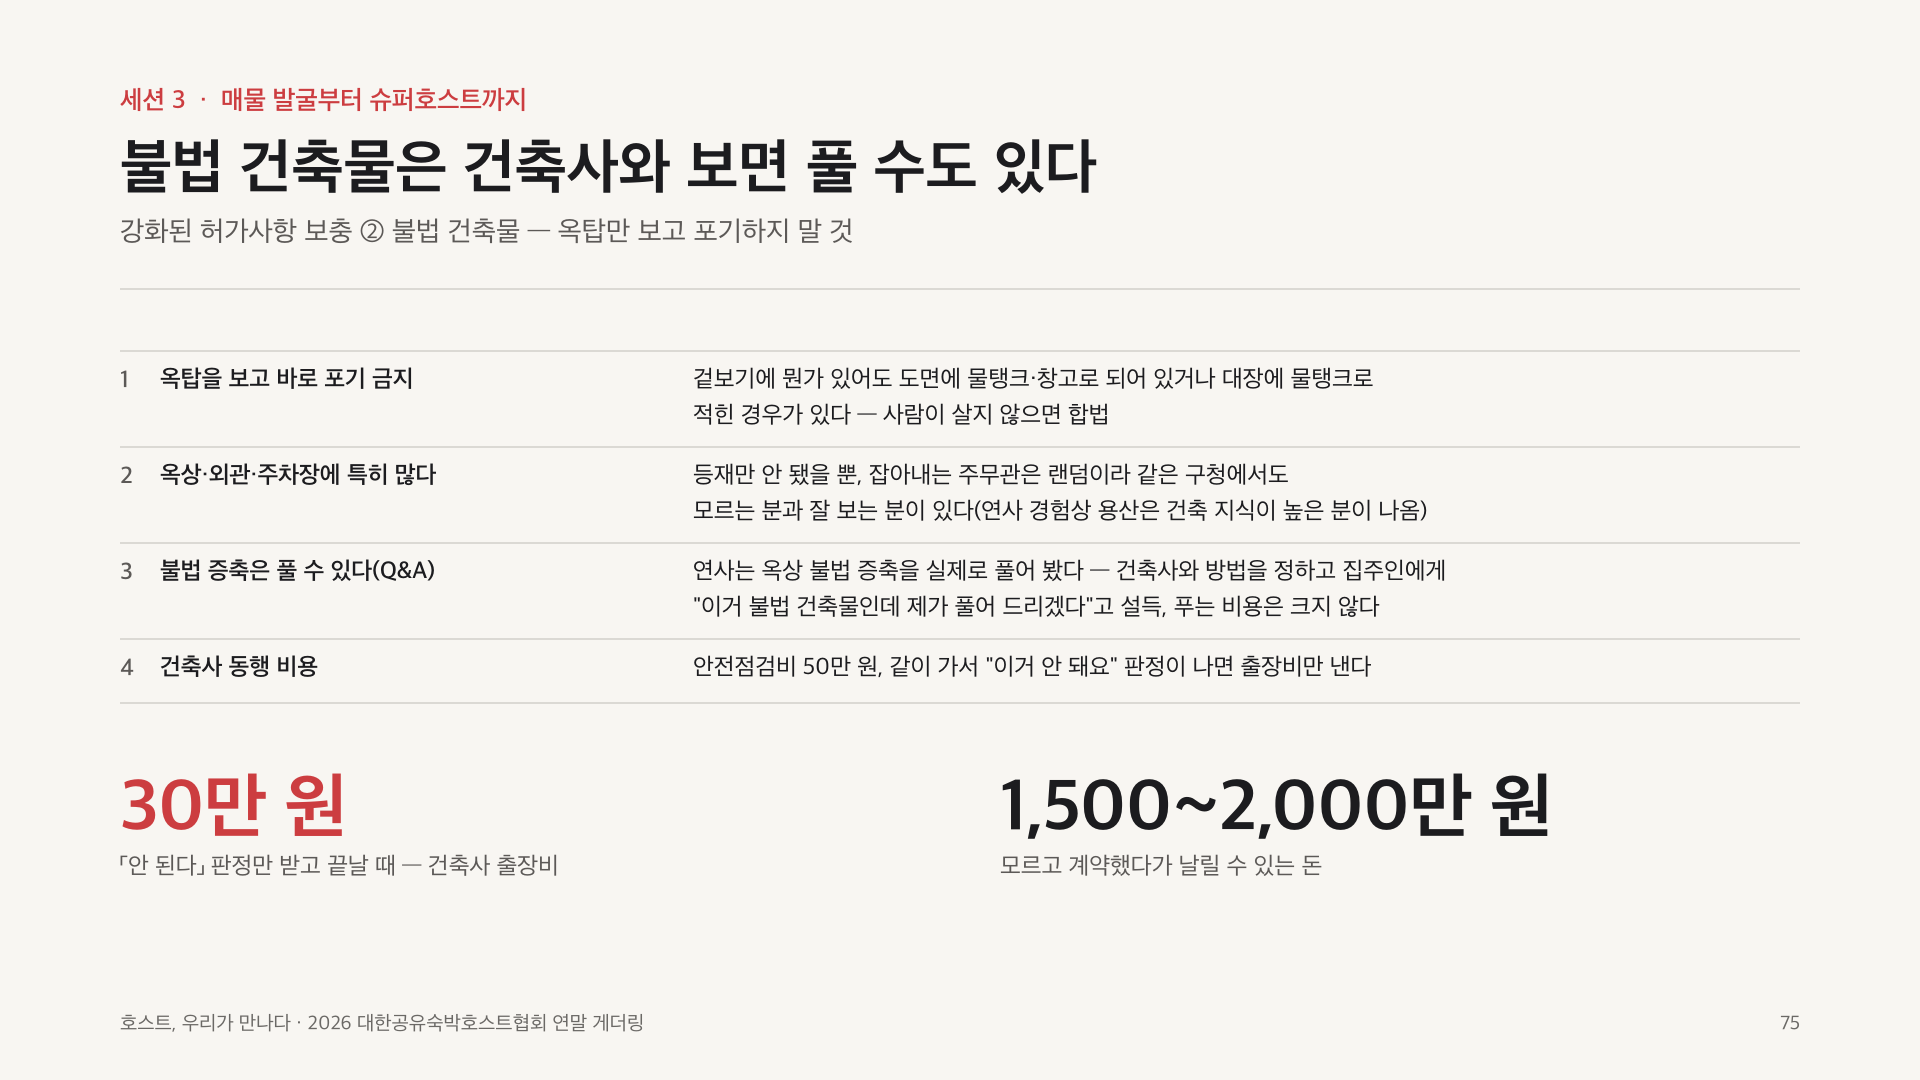 세션 3 · 매물 발굴부터 슈퍼호스트까지
불법 건축물은 건축사와 보면 풀 수도 있다
강화된 허가사항 보충 ② 불법 건축물 — 옥탑만 보고 포기하지 말 것
1 옥탑을 보고 바로 포기 금지
겉보기에 뭔가 있어도 도면에 물탱크·창고로 되어 있거나 대장에 물탱크로
적힌 경우가 있다 — 사람이 살지 않으면 합법
2 옥상·외관·주차장에 특히 많다
등재만 안 됐을 뿐, 잡아내는 주무관은 랜덤이라 같은 구청에서도
모르는 분과 잘 보는 분이 있다(연사 경험상 용산은 건축 지식이 높은 분이 나옴)
3 불법 증축은 풀 수 있다(Q&A)
연사는 옥상 불법 증축을 실제로 풀어 봤다 — 건축사와 방법을 정하고 집주인에게
"이거 불법 건축물인데 제가 풀어 드리겠다"고 설득, 푸는 비용은 크지 않다
4 건축사 동행 비용
안전점검비 50만 원, 같이 가서 "이거 안 돼요" 판정이 나면 출장비만 낸다
30만 원
「안 된다」 판정만 받고 끝날 때 — 건축사 출장비
1,500~2,000만 원
모르고 계약했다가 날릴 수 있는 돈
호스트, 우리가 만나다 · 2026 대한공유숙박호스트협회 연말 게더링
75